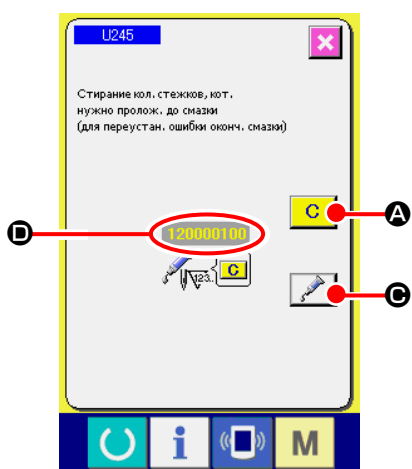 U245
Стирание кол. стежков, кот.
нужно пролож. до смазки
(для переустан. ошибки оконч. смазки)
C
A
D
120000100
123..
C
C
i
M